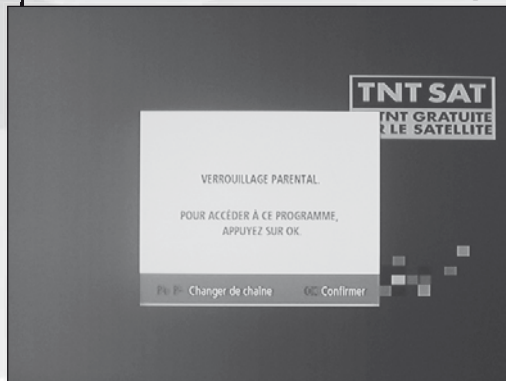 TNT SAT
TNT GRATUITE
R LE SATELLITE
VERROUILLAGE PARENTAL.
POUR ACCÉDER À CE PROGRAMME,
APPUYEZ SUR OK.
Changer de chaîne
OK Confirmer